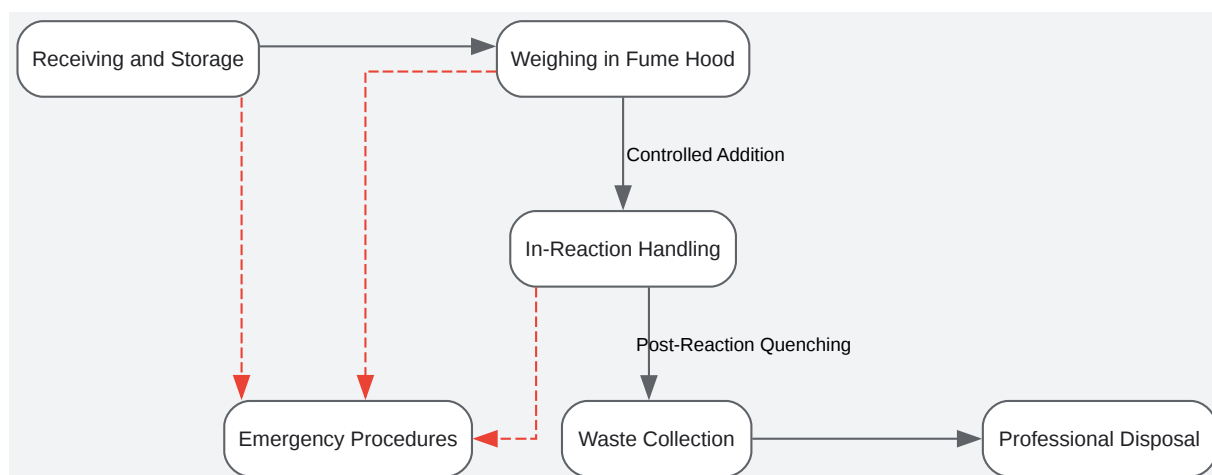 Receiving and Storage
Weighing in Fume Hood
Controlled Addition
In-Reaction Handling
Post-Reaction Quenching
Emergency Procedures
Waste Collection
Professional Disposal